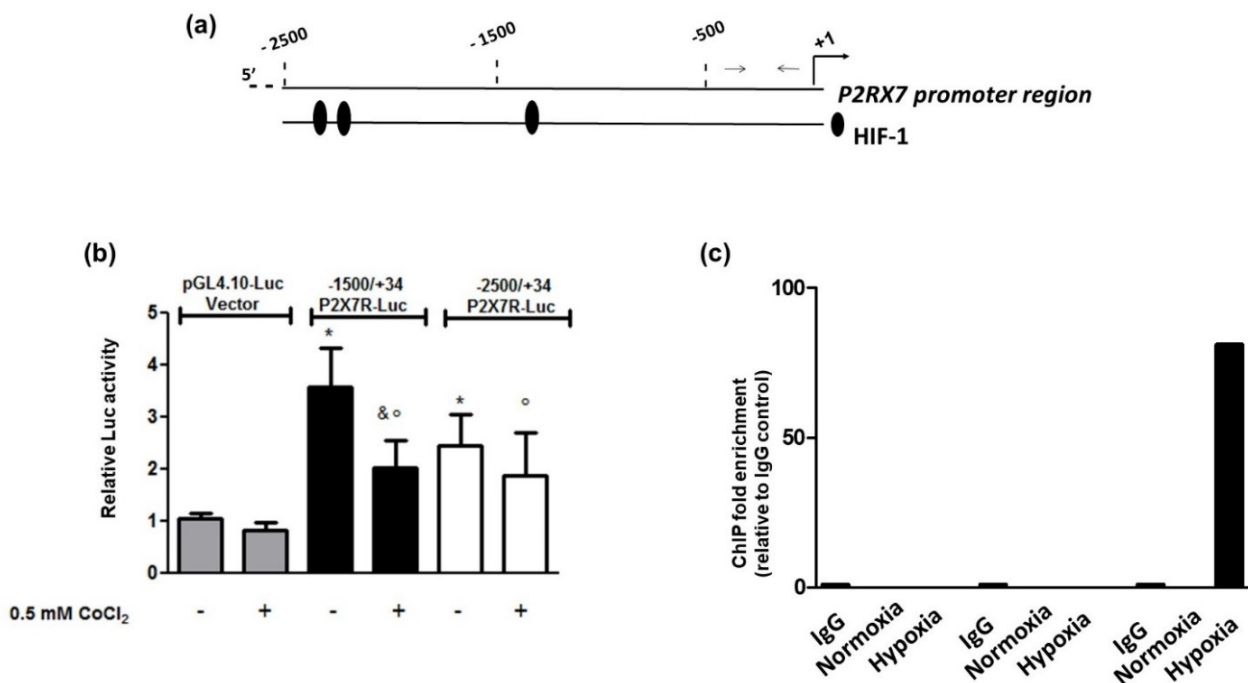 (a)
- 2500
- 1500
-500
+1
5'
P2RX7 promoter region
HIF-1
(b)
pGL4.10-Luc
Vector
-1500/+34
P2X7R-Luc
-2500/+34
P2X7R-Luc
Relative Luc activity
5
4
3
2
1
0
*
&°
*
°
0.5 mM CoCl₂
- + - + - +
(c)
ChIP fold enrichment
(relative to IgG control)
100
50
0
IgG
Normoxia
Hypoxia
IgG
Normoxia
Hypoxia
IgG
Normoxia
Hypoxia